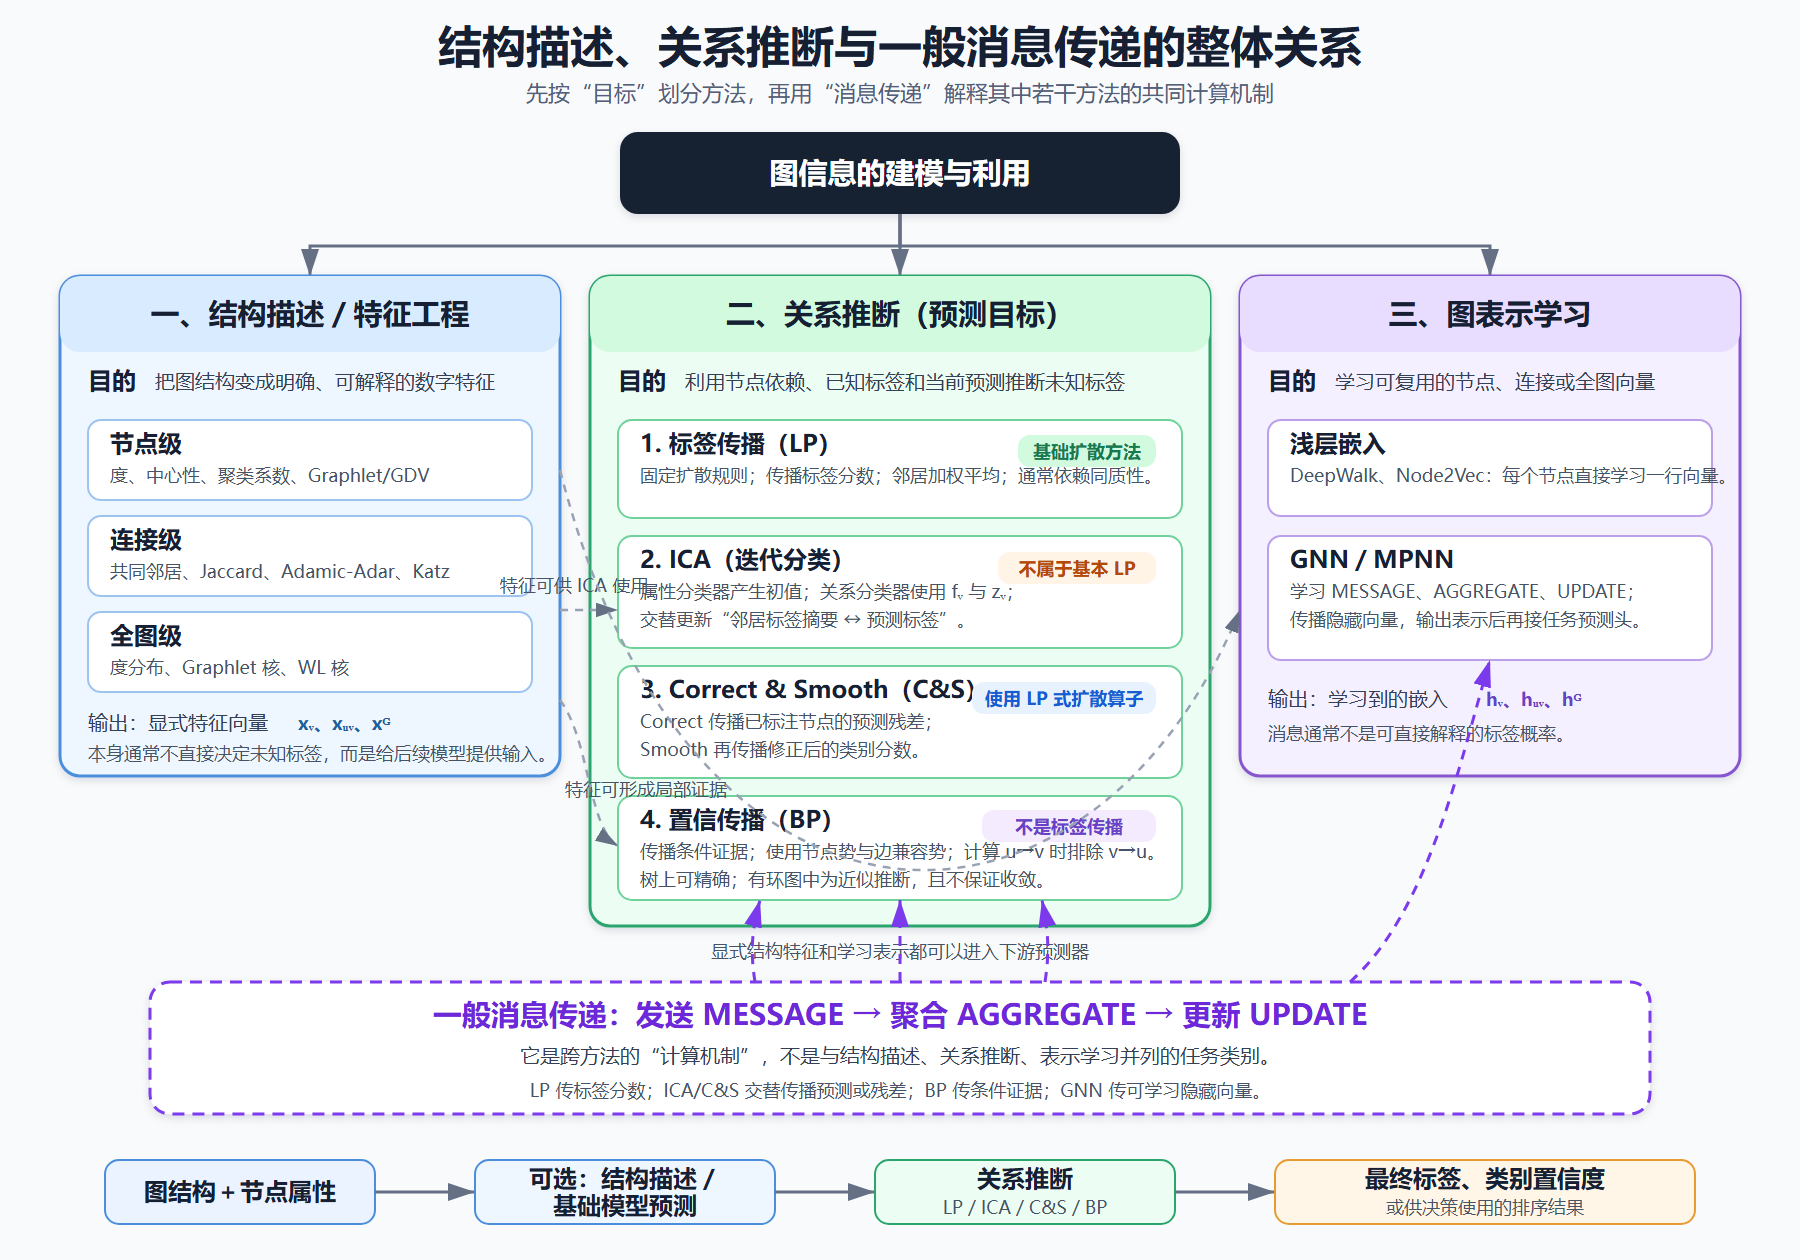 结构描述、关系推断与一般消息传递的整体关系
先按“目标”划分方法，再用“消息传递”解释其中若干方法的共同计算机制
图信息的建模与利用
一、结构描述 / 特征工程
目的 把图结构变成明确、可解释的数字特征
节点级
度、中心性、聚类系数、Graphlet/GDV
连接级
共同邻居、Jaccard、Adamic-Adar、Katz
全图级
度分布、Graphlet 核、WL 核
输出：显式特征向量 xᵥ、xᵤᵥ、xᴳ
本身通常不直接决定未知标签，而是给后续模型提供输入。
特征可供 ICA 使用
特征可形成局部证据
二、关系推断（预测目标）
目的 利用节点依赖、已知标签和当前预测推断未知标签
1. 标签传播（LP）
基础扩散方法
固定扩散规则；传播标签分数；邻居加权平均；通常依赖同质性。
2. ICA（迭代分类）
不属于基本 LP
属性分类器产生初值；关系分类器使用 fᵥ 与 zᵥ；
交替更新“邻居标签摘要 ↔ 预测标签”。
3. Correct & Smooth（C&S）
使用 LP 式扩散算子
Correct 传播已标注节点的预测残差；
Smooth 再传播修正后的类别分数。
4. 置信传播（BP）
不是标签传播
传播条件证据；使用节点势与边兼容势；计算 u→v 时排除 v→u。
树上可精确；有环图中为近似推断，且不保证收敛。
三、图表示学习
目的 学习可复用的节点、连接或全图向量
浅层嵌入
DeepWalk、Node2Vec：每个节点直接学习一行向量。
GNN / MPNN
学习 MESSAGE、AGGREGATE、UPDATE；
传播隐藏向量，输出表示后再接任务预测头。
输出：学习到的嵌入 hᵥ、hᵤᵥ、hᴳ
消息通常不是可直接解释的标签概率。
显式结构特征和学习表示都可以进入下游预测器
一般消息传递：发送 MESSAGE → 聚合 AGGREGATE → 更新 UPDATE
它是跨方法的“计算机制”，不是与结构描述、关系推断、表示学习并列的任务类别。
LP 传标签分数；ICA/C&S 交替传播预测或残差；BP 传条件证据；GNN 传可学习隐藏向量。
图结构 + 节点属性
可选：结构描述 /
基础模型预测
关系推断
LP / ICA / C&S / BP
最终标签、类别置信度
或供决策使用的排序结果